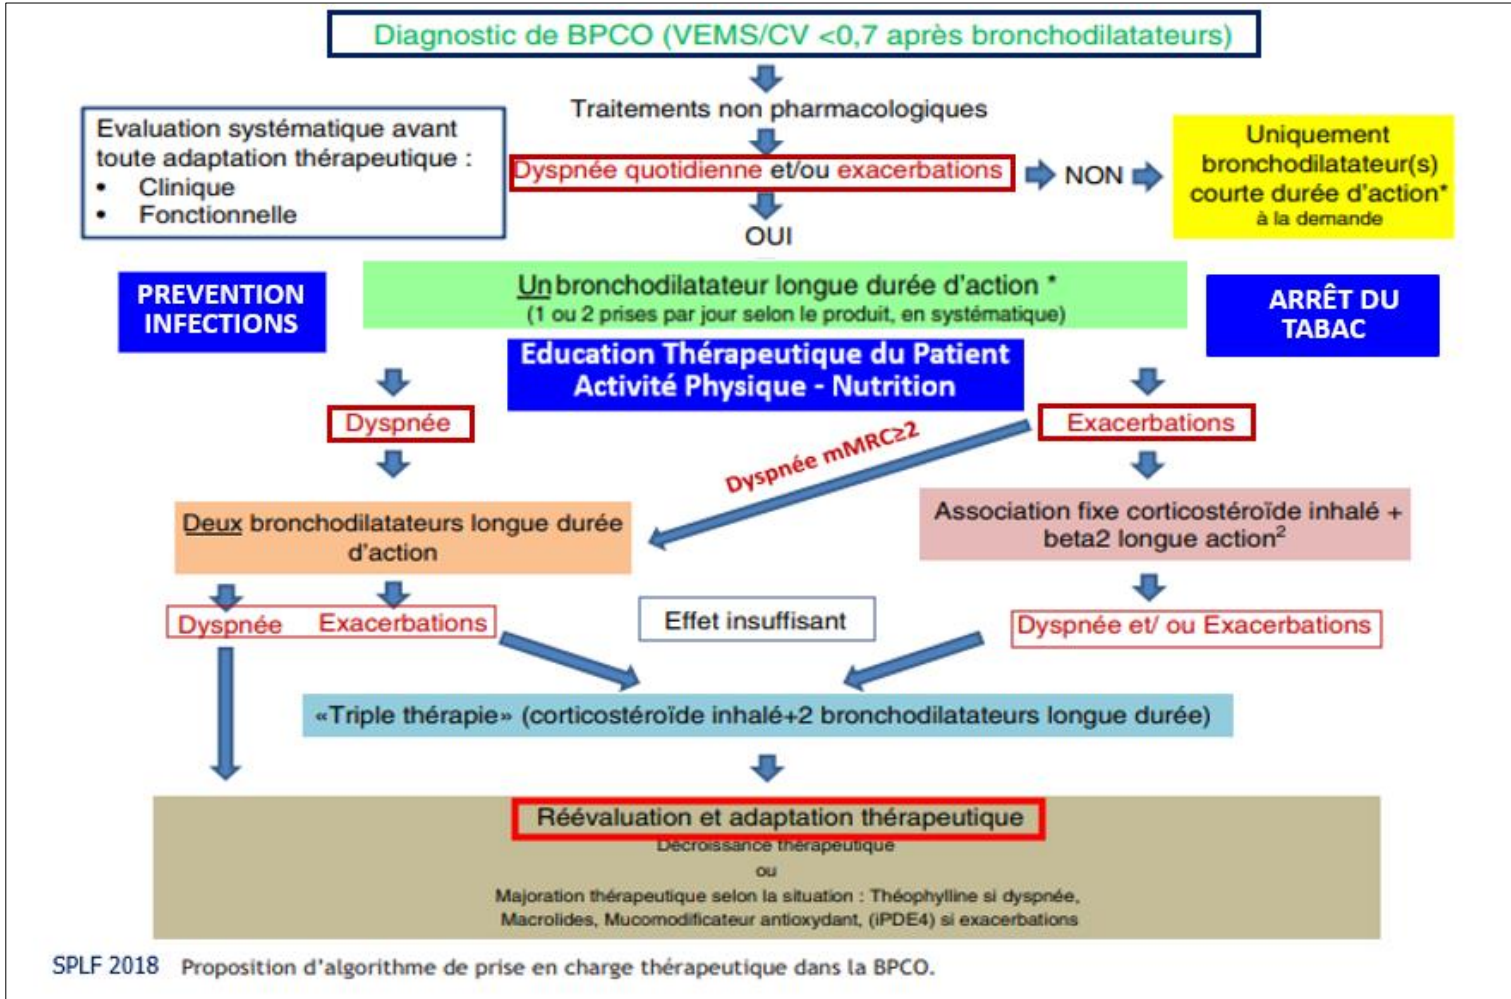 Diagnostic de BPCO (VEMS/CV <0,7 après bronchodilatateurs)
Traitements non pharmacologiques
Evaluation systématique avant
toute adaptation thérapeutique :
• Clinique
• Fonctionnelle
Dyspnée quotidienne et/ou exacerbations
NON
Uniquement
bronchodilatateur(s)
courte durée d'action*
à la demande
OUI
PREVENTION
INFECTIONS
Un bronchodilatateur longue durée d'action *
(1 ou 2 prises par jour selon le produit, en systématique)
ARRÊT DU
TABAC
Education Thérapeutique du Patient
Activité Physique - Nutrition
Dyspnée
Exacerbations
Dyspnée mMRC≥2
Deux bronchodilatateurs longue durée
d'action
Association fixe corticostéroïde inhalé +
beta2 longue action²
Dyspnée Exacerbations
Effet insuffisant
Dyspnée et/ ou Exacerbations
«Triple thérapie» (corticostéroïde inhalé+2 bronchodilatateurs longue durée)
Réévaluation et adaptation thérapeutique
Décroissance thérapeutique
ou
Majoration thérapeutique selon la situation : Théophylline si dyspnée,
Macrolides, Mucomodificateur antioxydant, (iPDE4) si exacerbations
SPLF 2018 Proposition d'algorithme de prise en charge thérapeutique dans la BPCO.